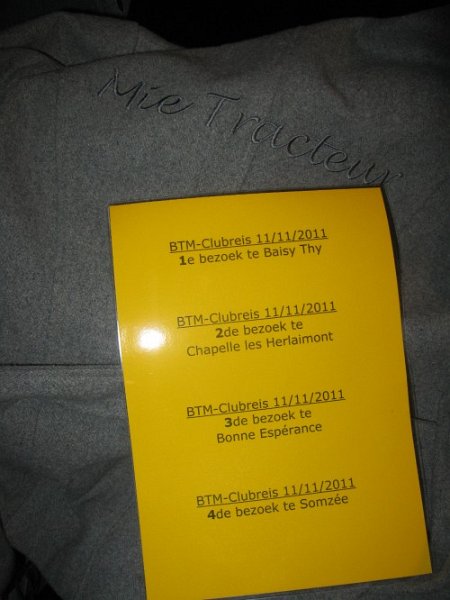 Mie Tracteur
BTM-Clubreis 11/11/2011
1e bezoek te Baisy Thy
BTM-Clubreis 11/11/2011
2de bezoek te
Chapelle les Herlaimont
BTM-Clubreis 11/11/2011
3de bezoek te
Bonne Espérance
BTM-Clubreis 11/11/2011
4de bezoek te Somzée